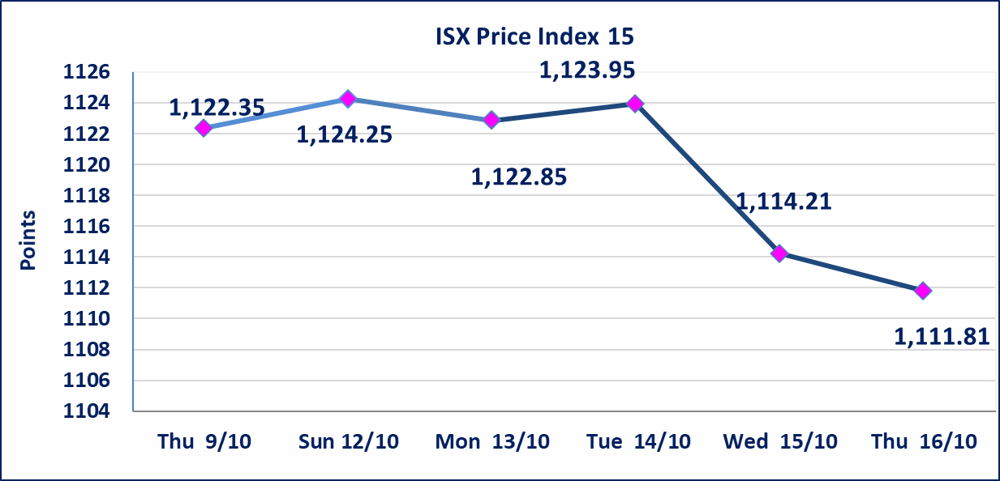 ISX Price Index 15
1126
1124
1122
1120
1118
1116
1114
1112
1110
1108
1106
1104
Points
1,122.35
1,124.25
1,122.85
1,123.95
1,114.21
1,111.81
Thu  9/10
Sun 12/10
Mon  13/10
Tue  14/10
Wed  15/10
Thu  16/10